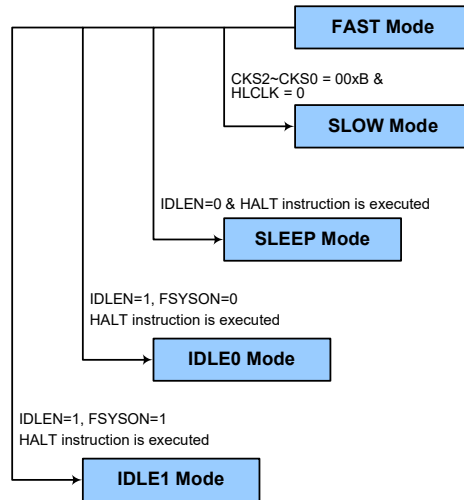 FAST Mode
CKS2~CKS0 = 00xB &
HLCLK = 0
SLOW Mode
IDLEN=0 & HALT instruction is executed
SLEEP Mode
IDLEN=1, FSYSON=0
HALT instruction is executed
IDLE0 Mode
IDLEN=1, FSYSON=1
HALT instruction is executed
IDLE1 Mode